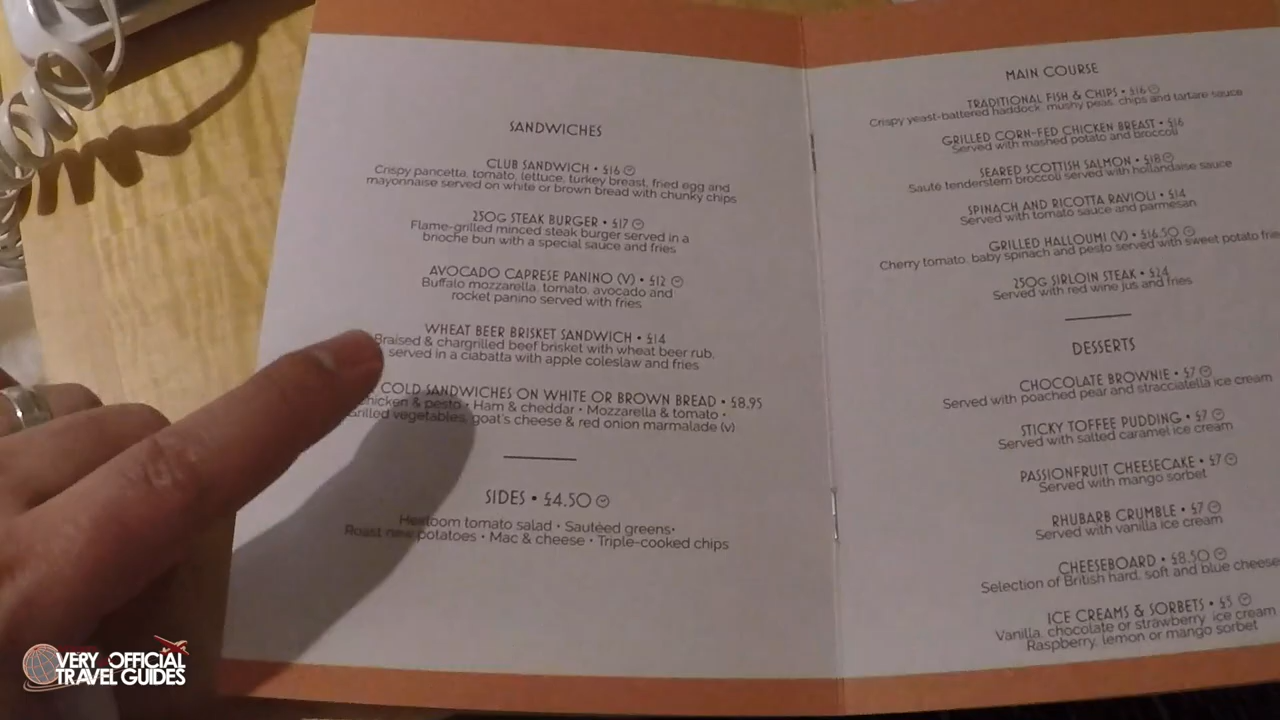 SANDWICHES
CLUB SANDWICH • £16
Crispy pancetta, tomato, lettuce, turkey breast, fried egg and
mayonnaise served on white or brown bread with chunky chips
250G STEAK BURGER • £17
Flame-grilled minced steak burger served in a
brioche bun with a special sauce and fries
AVOCADO CAPRESE PANINO (V) • £12
Buffalo mozzarella, tomato, avocado and
rocket panino served with fries
WHEAT BEER BRISKET SANDWICH • £14
Braised & chargrilled beef brisket with wheat beer rub,
served in a ciabatta with apple coleslaw and fries
COLD SANDWICHES ON WHITE OR BROWN BREAD • £8.95
Chicken & pesto • Ham & cheddar • Mozzarella & tomato •
Grilled vegetables, goat's cheese & red onion marmalade (v)
SIDES • £4.50
Heirloom tomato salad • Sautéed greens•
Roast new potatoes • Mac & cheese • Triple-cooked chips
MAIN COURSE
TRADITIONAL FISH & CHIPS • £16
Crispy yeast-battered haddock, mushy peas, chips and tartare sauce
GRILLED CORN-FED CHICKEN BREAST • £16
Served with mashed potato and broccoli
SEARED SCOTTISH SALMON • £18
Sauté tenderstem broccoli served with hollandaise sauce
SPINACH AND RICOTTA RAVIOLI • £14
Served with tomato sauce and parmesan
GRILLED HALLOUMI (V) • £16.50
Cherry tomato, baby spinach and pesto served with sweet potato frie
250G SIRLOIN STEAK • £24
Served with red wine jus and fries
DESSERTS
CHOCOLATE BROWNIE • £7
Served with poached pear and stracciatella ice cream
STICKY TOFFEE PUDDING • £7
Served with salted caramel ice cream
PASSIONFRUIT CHEESECAKE • £7
Served with mango sorbet
RHUBARB CRUMBLE • £7
Served with vanilla ice cream
CHEESEBOARD • £8.50
Selection of British hard, soft and blue cheese
ICE CREAMS & SORBETS • £5
Vanilla, chocolate or strawberry ice cream
Raspberry, lemon or mango sorbet
VERY OFFICIAL
TRAVEL GUIDES